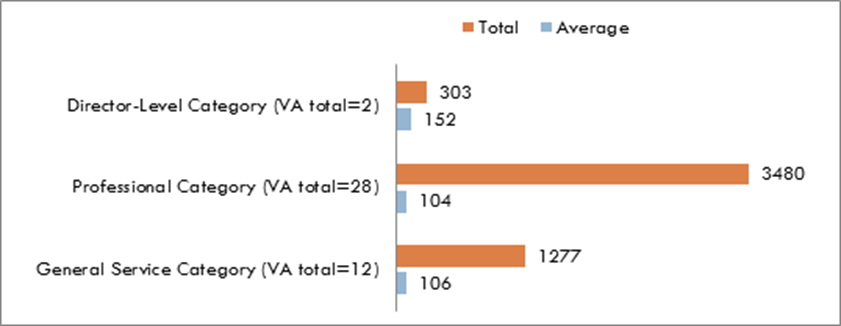 Total Average
Director-Level Category (VA total=2)
303
152
Professional Category (VA total=28)
3480
104
General Service Category (VA total=12)
1277
106